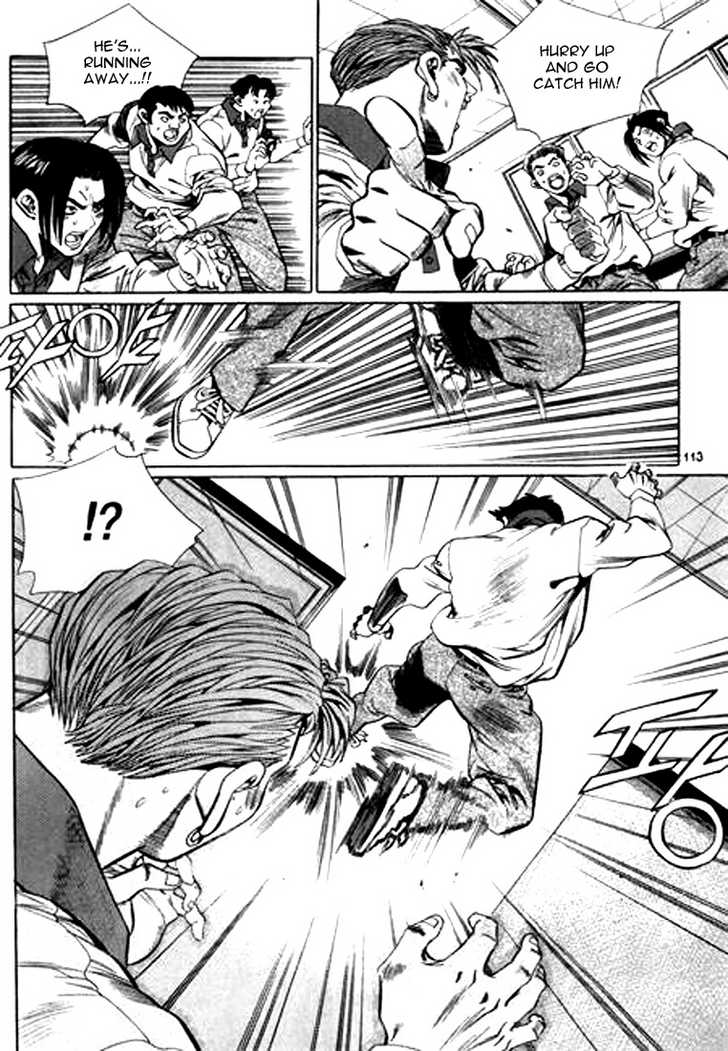 HE'S...
RUNNING
AWAY...!!
HURRY UP
AND GO
CATCH HIM!
113
!?